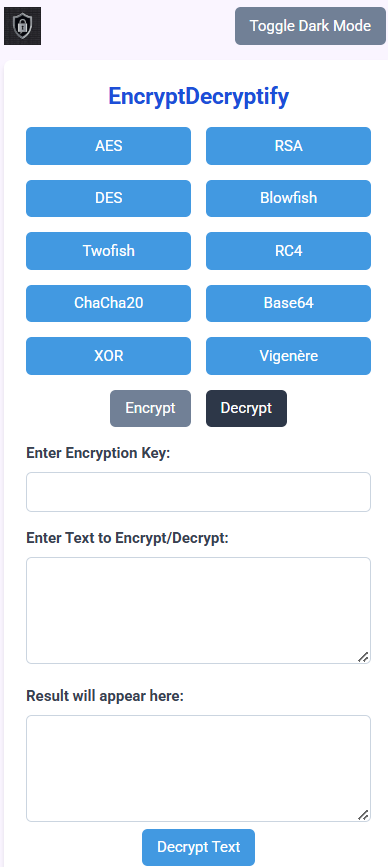 Toggle Dark Mode
EncryptDecryptify
AES RSA
DES Blowfish
Twofish RC4
ChaCha20 Base64
XOR Vigenère
Encrypt Decrypt
Enter Encryption Key:
Enter Text to Encrypt/Decrypt:
Result will appear here:
Decrypt Text